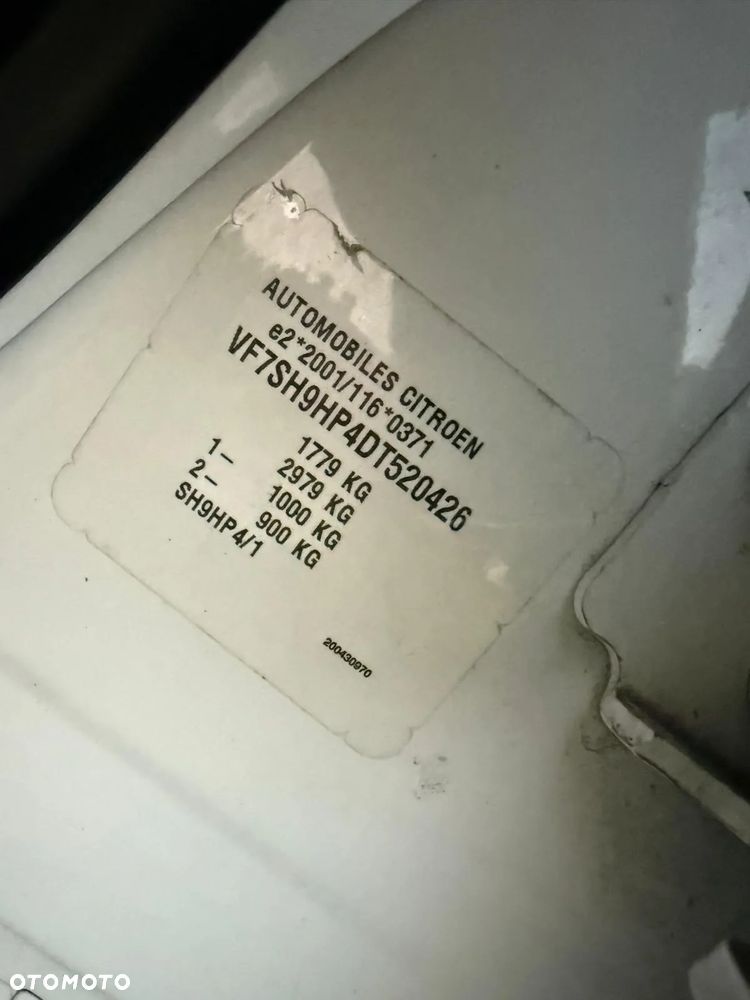 AUTOMOBILES CITROEN
e2*2001/116*0371
VF7SH9HP4DT520426
1779 KG
2979 KG
1- 1000 KG
2- 900 KG
SH9HP4/1
200430970
OTOMOTO